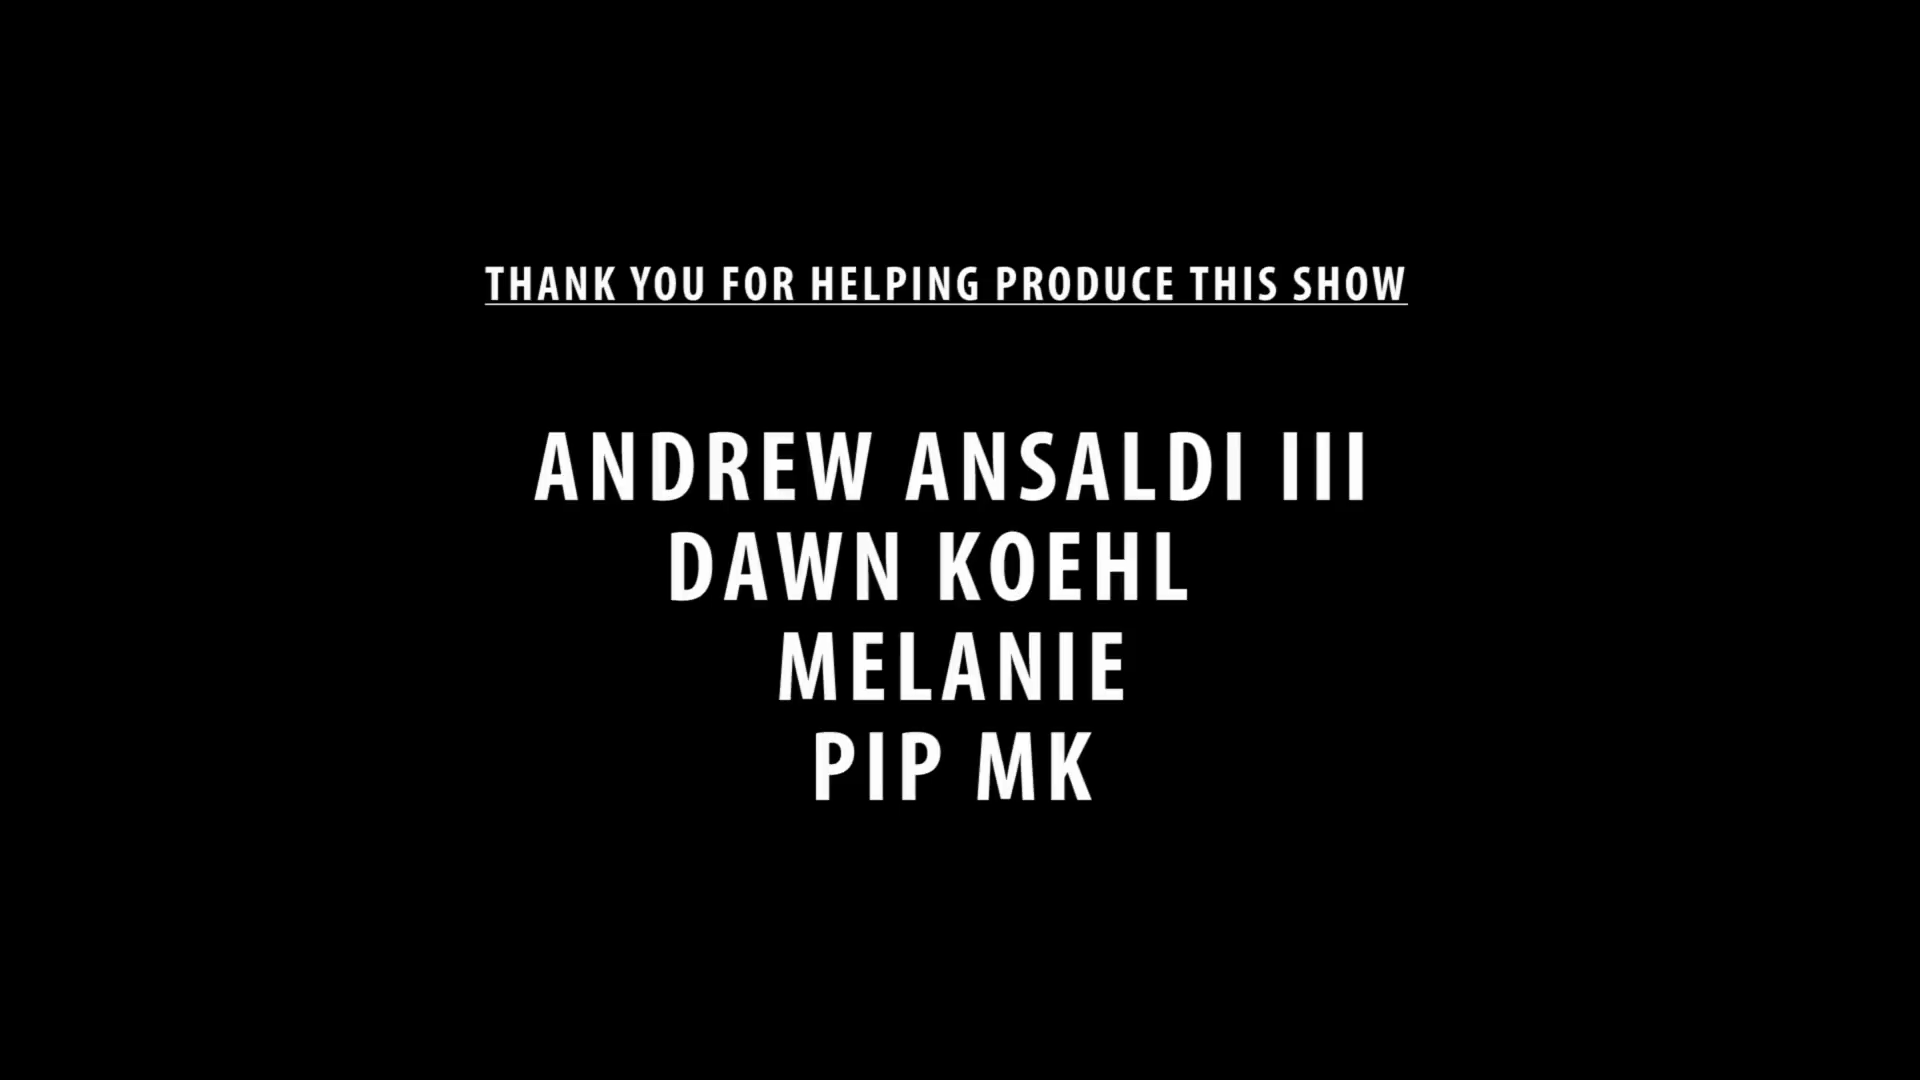 THANK YOU FOR HELPING PRODUCE THIS SHOW
ANDREW ANSALDI III
DAWN KOEHL
MELANIE
PIP MK